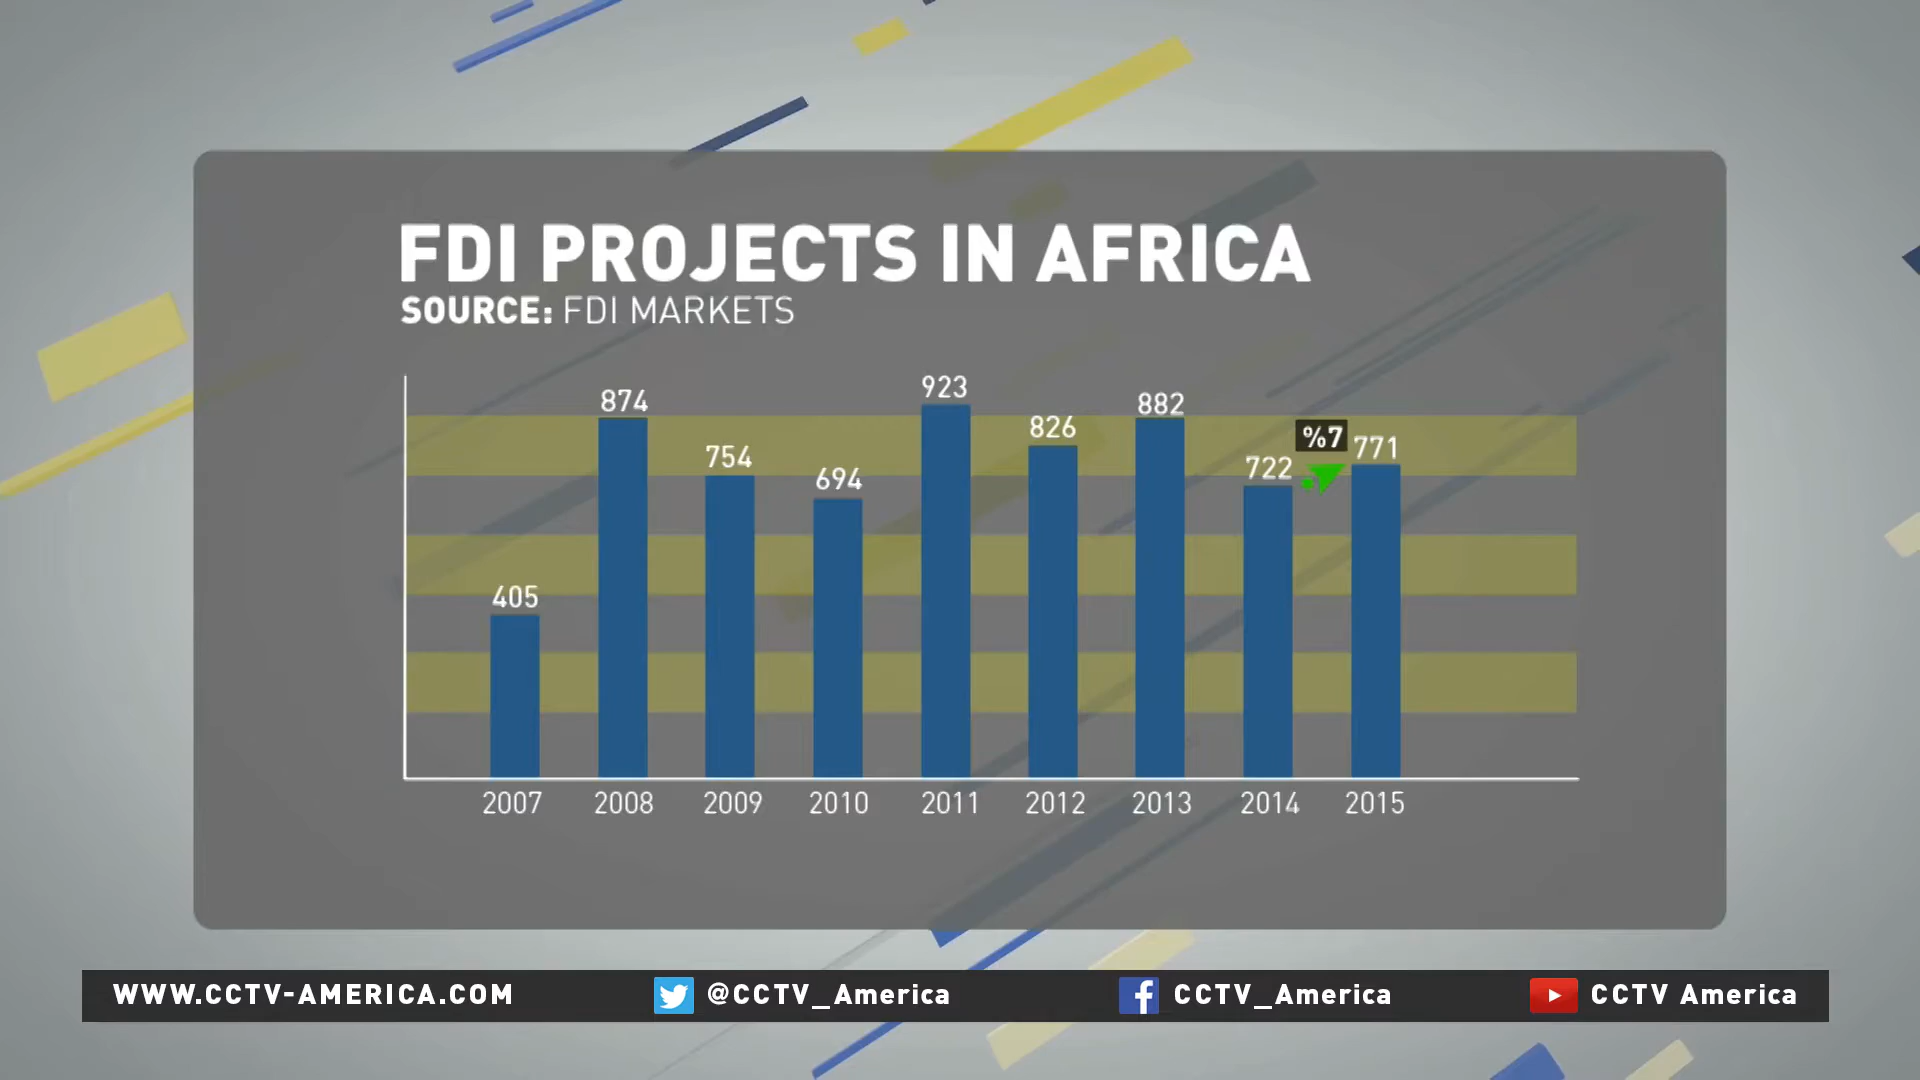 FDI PROJECTS IN AFRICA
SOURCE: FDI MARKETS
923
874
882
826
%7
771
754
722
694
405
2007 2008 2009 2010 2011 2012 2013 2014 2015
WWW.CCTV-AMERICA.COM @CCTV_America CCTV_America CCTV America